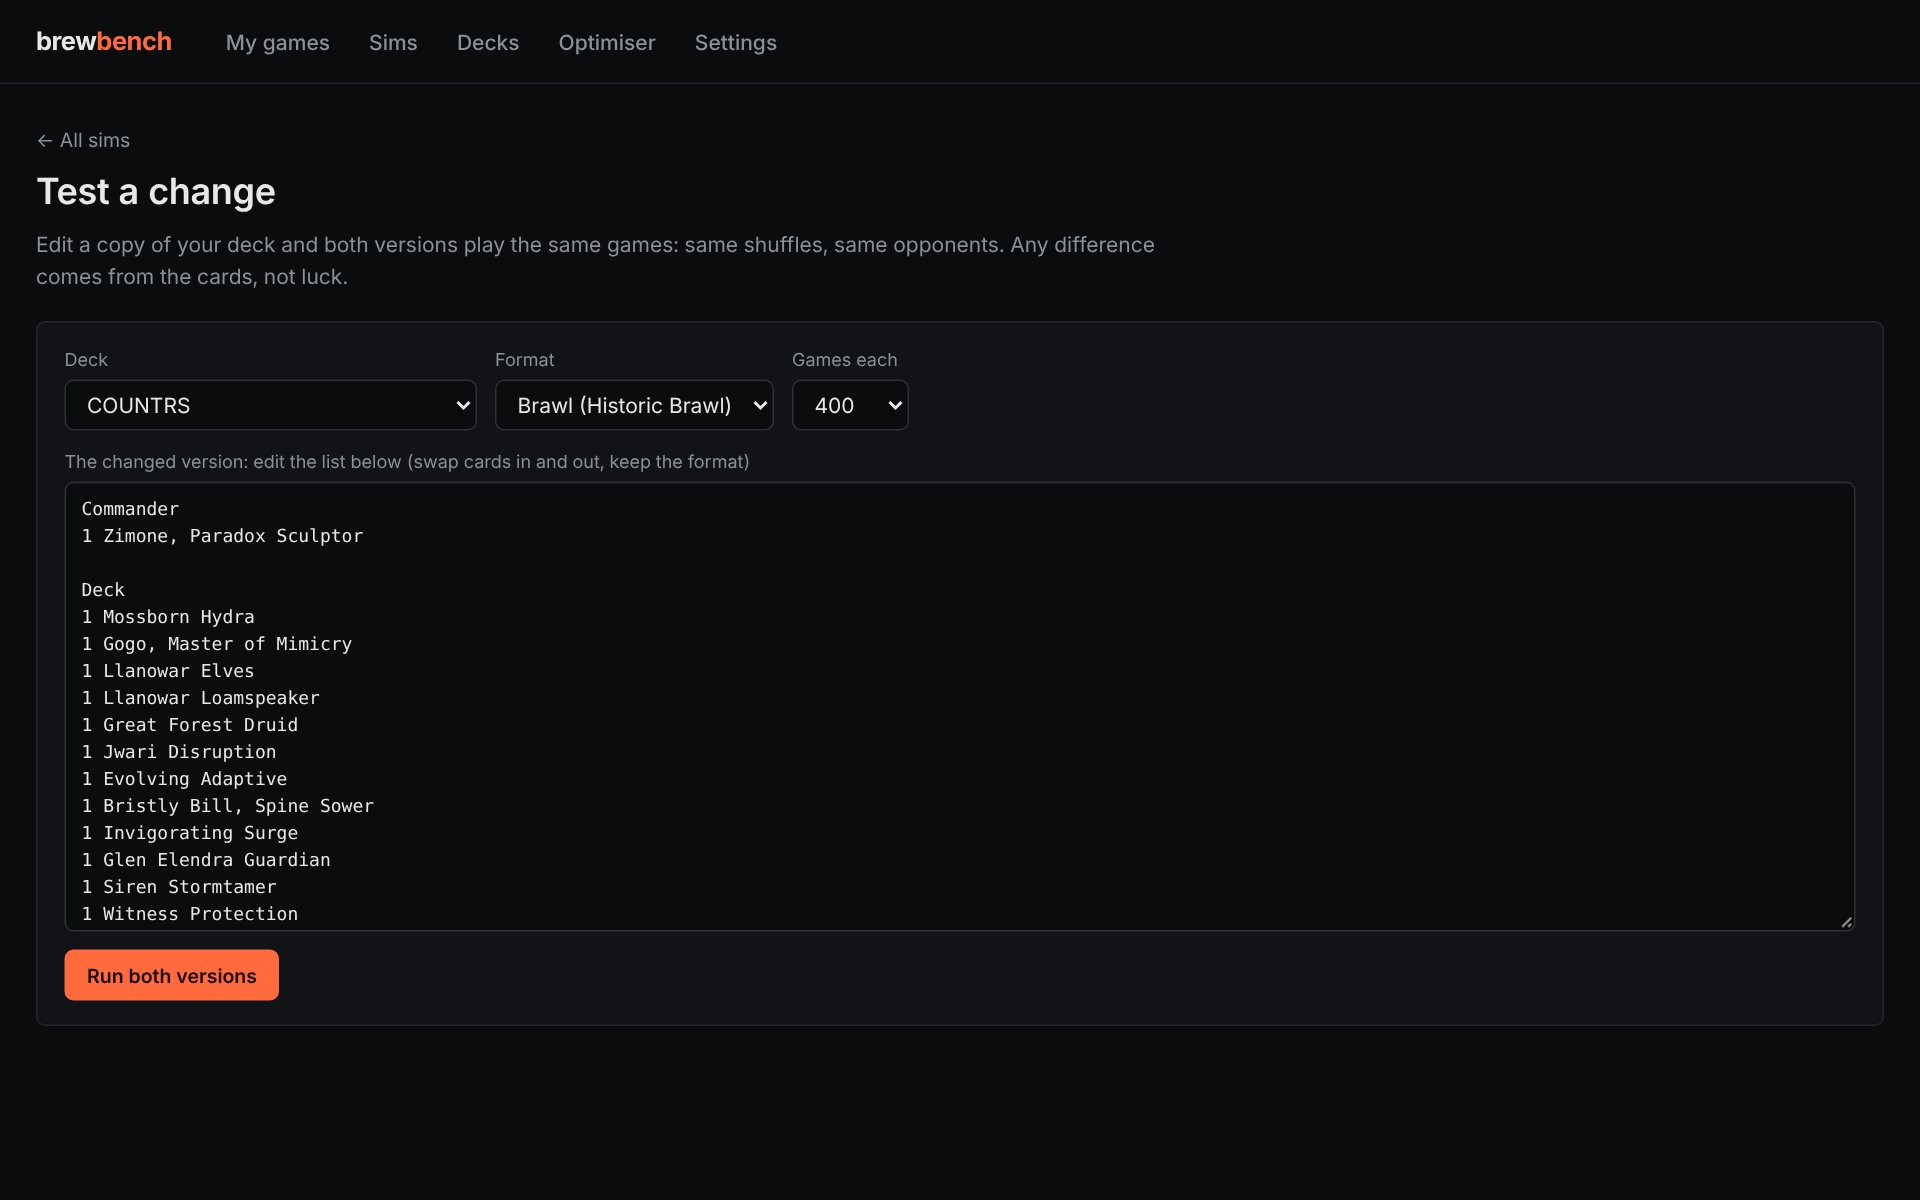 brewbench My games Sims Decks Optimiser Settings
← All sims
Test a change
Edit a copy of your deck and both versions play the same games: same shuffles, same opponents. Any difference
comes from the cards, not luck.
Deck Format Games each
COUNTRS Brawl (Historic Brawl) 400
The changed version: edit the list below (swap cards in and out, keep the format)
Commander
1 Zimone, Paradox Sculptor
Deck
1 Mossborn Hydra
1 Gogo, Master of Mimicry
1 Llanowar Elves
1 Llanowar Loamspeaker
1 Great Forest Druid
1 Jwari Disruption
1 Evolving Adaptive
1 Bristly Bill, Spine Sower
1 Invigorating Surge
1 Glen Elendra Guardian
1 Siren Stormtamer
1 Witness Protection
Run both versions